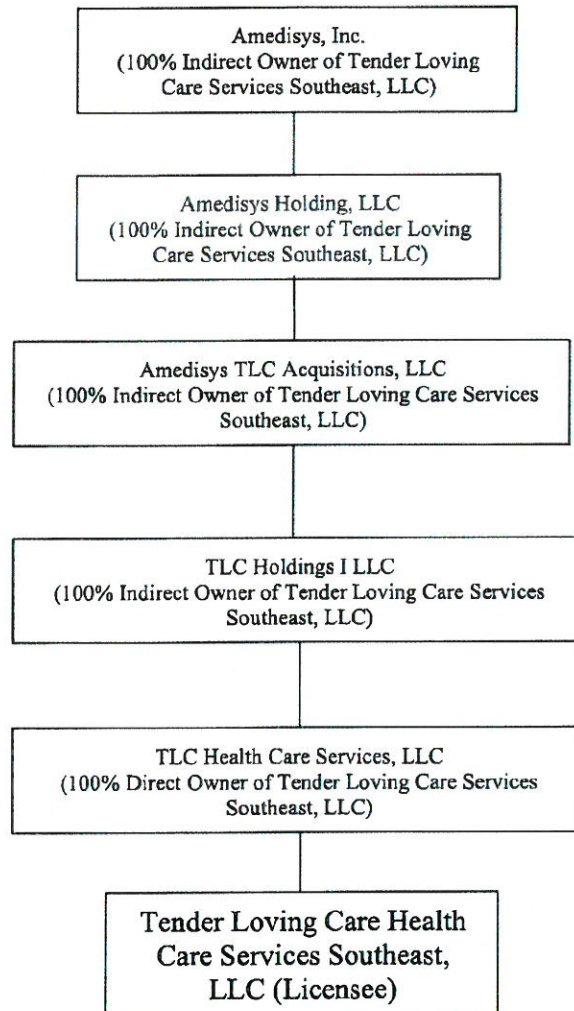 Amedisys, Inc.
(100% Indirect Owner of Tender Loving
Care Services Southeast, LLC)
Amedisys Holding, LLC
(100% Indirect Owner of Tender Loving
Care Services Southeast, LLC)
Amedisys TLC Acquisitions, LLC
(100% Indirect Owner of Tender Loving Care Services
Southeast, LLC)
TLC Holdings I LLC
(100% Indirect Owner of Tender Loving Care Services
Southeast, LLC)
TLC Health Care Services, LLC
(100% Direct Owner of Tender Loving Care Services
Southeast, LLC)
Tender Loving Care Health
Care Services Southeast,
LLC (Licensee)